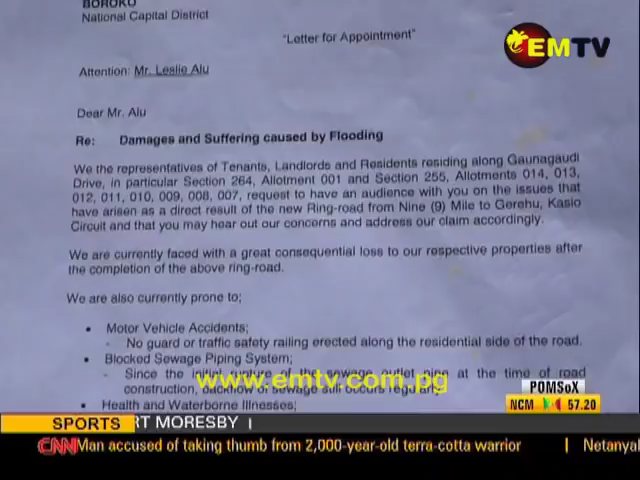 BOROKO
National Capital District
"Letter for Appointment"
EMTV
Attention: Mr. Leslie Alu
Dear Mr. Alu
Re: Damages and Suffering caused by Flooding
We the representatives of Tenants, Landlords and Residents residing along Gaunagaudi
Drive, in particular Section 264, Allotment 001 and Section 255, Allotments 014, 013,
012, 011, 010, 009, 008, 007, request to have an audience with you on the issues that
have arisen as a direct result of the new Ring-road from Nine (9) Mile to Gerehu, Kasio
Circuit and that you may hear out our concerns and address our claim accordingly.
We are currently faced with a great consequential loss to our respective properties after
the completion of the above ring-road.
We are also currently prone to;
• Motor Vehicle Accidents;
- No guard or traffic safety railing erected along the residential side of the road.
• Blocked Sewage Piping System;
- Since the initial of the sewage outlet pipe at the time of road
construction, backflow of sewage still occurs
www.emtv.com.pg
• Health and Waterborne Illnesses;
POMSoX
NCM 57.20
SPORTS RT MORESBY |
CNN Man accused of taking thumb from 2,000-year-old terra-cotta warrior | Netanyal